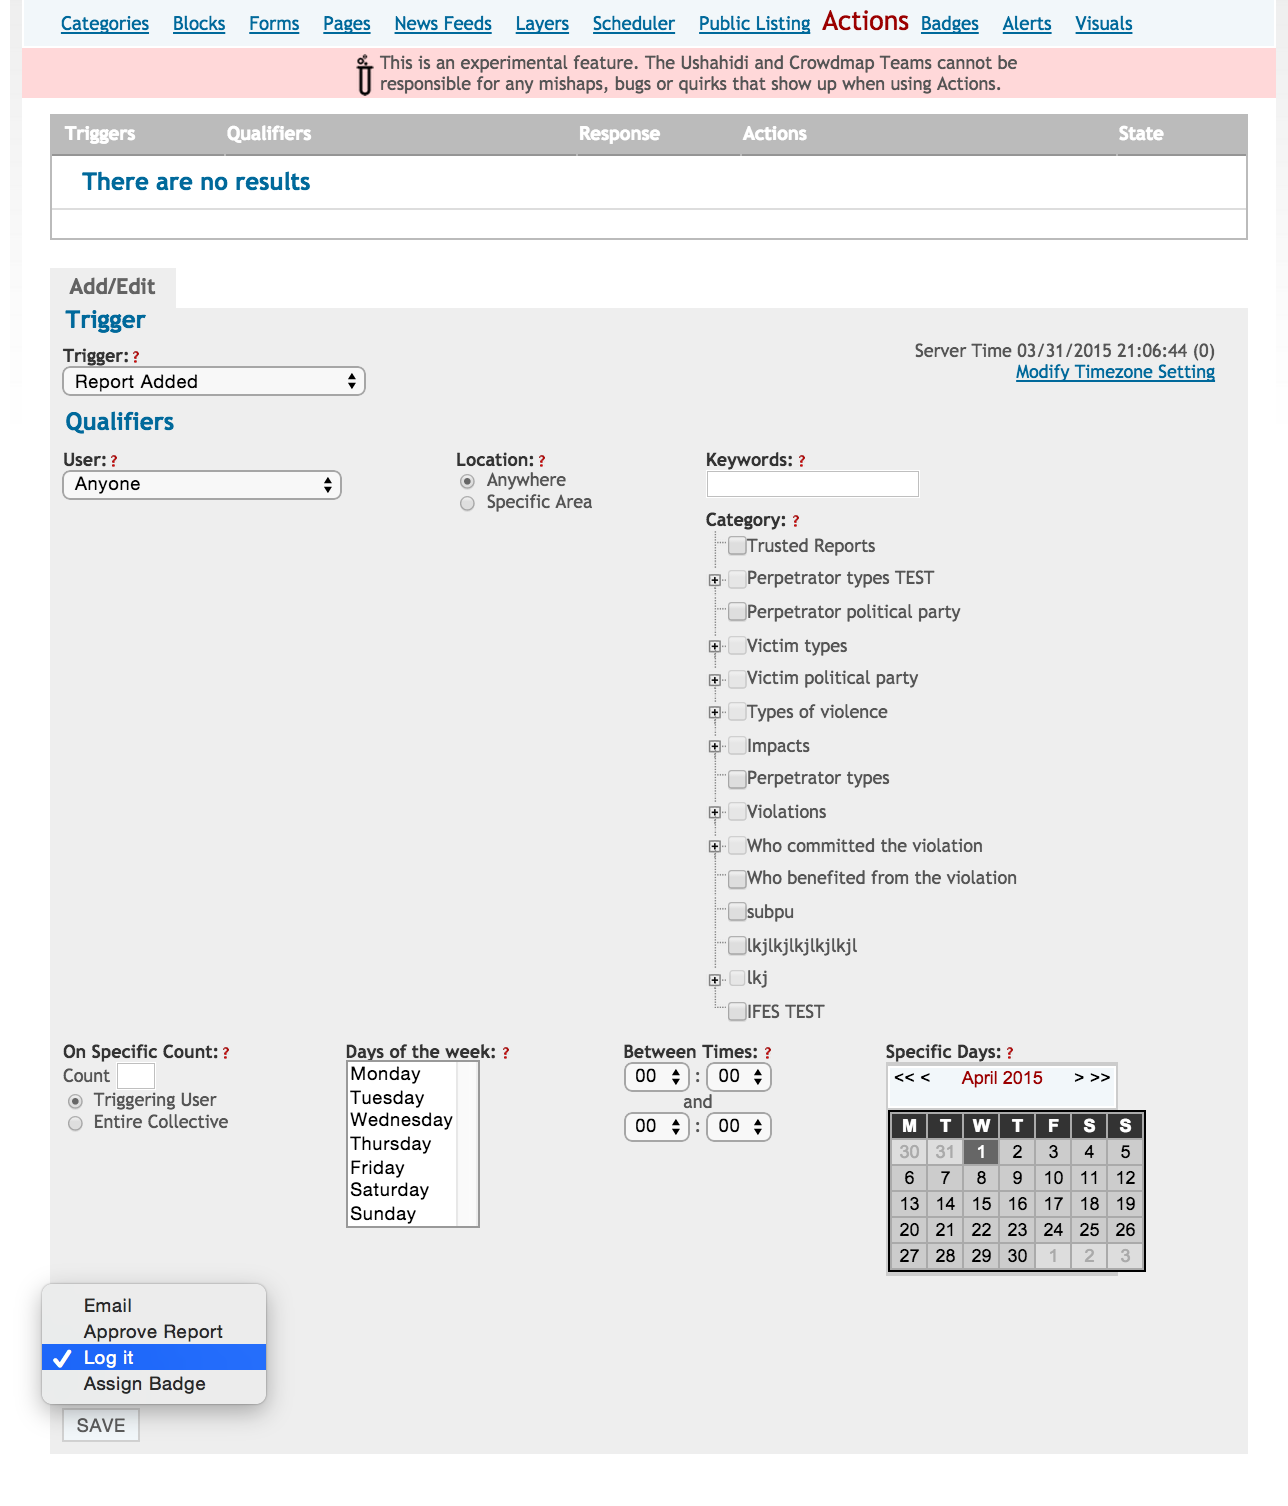 Categories Blocks Forms Pages News Feeds Layers Scheduler Public Listing Actions Badges Alerts Visuals
This is an experimental feature. The Ushahidi and Crowdmap Teams cannot be
responsible for any mishaps, bugs or quirks that show up when using Actions.
Triggers Qualifiers Response Actions State
There are no results
Add/Edit
Trigger
Trigger: ?
Report Added
Server Time 03/31/2015 21:06:44 (0)
Modify Timezone Setting
Qualifiers
User: ?
Anyone
Location: ?
Anywhere
Specific Area
Keywords: ?
Category: ?
Trusted Reports
Perpetrator types TEST
Perpetrator political party
Victim types
Victim political party
Types of violence
Impacts
Perpetrator types
Violations
Who committed the violation
Who benefited from the violation
subpu
lkjlkjlkjlkjlkjl
lkj
IFES TEST
On Specific Count: ?
Count
Triggering User
Entire Collective
Days of the week: ?
Monday
Tuesday
Wednesday
Thursday
Friday
Saturday
Sunday
Between Times: ?
00 : 00
and
00 : 00
Specific Days: ?
<< < April 2015 > >>
M T W T F S S
30 31 1 2 3 4 5
6 7 8 9 10 11 12
13 14 15 16 17 18 19
20 21 22 23 24 25 26
27 28 29 30 1 2 3
Email
Approve Report
✓ Log it
Assign Badge
SAVE